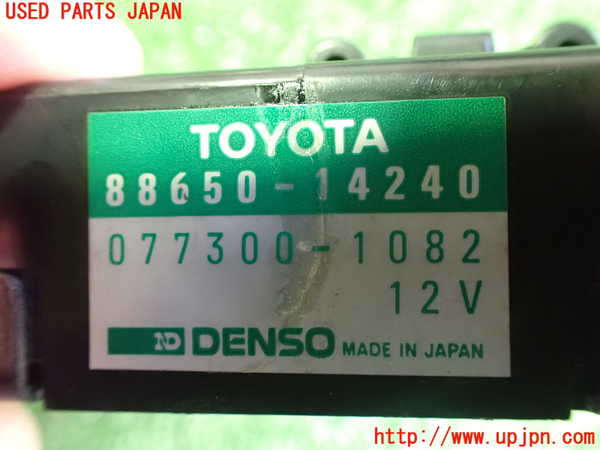 USED PARTS JAPAN
TOYOTA
88650-14240
077300-1082
12V
ND DENSO MADE IN JAPAN
http://www.upjpn.com/